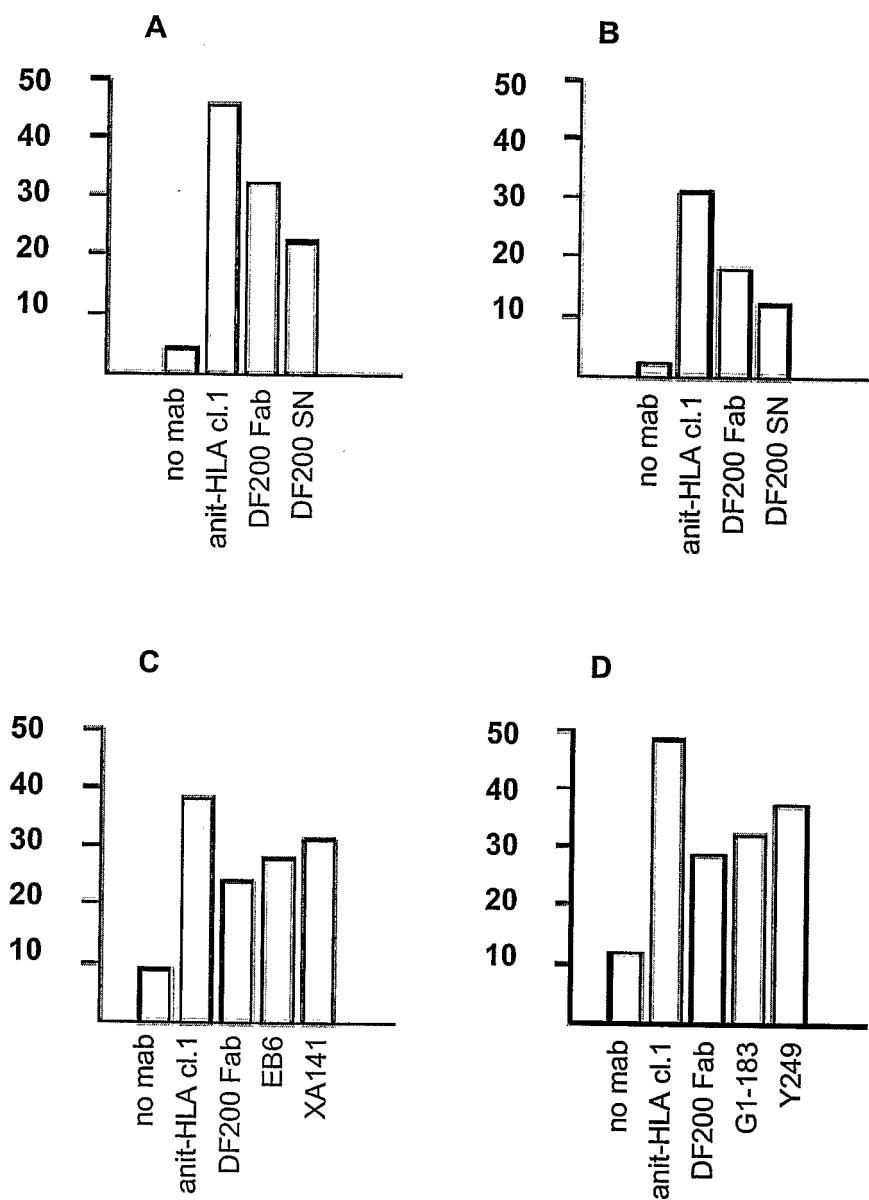 A
50
40
30
20
10
no mab
anit-HLA cl.1
DF200 Fab
DF200 SN
B
50
40
30
20
10
no mab
anit-HLA cl.1
DF200 Fab
DF200 SN
C
50
40
30
20
10
no mab
anit-HLA cl.1
DF200 Fab
EB6
XA141
D
50
40
30
20
10
no mab
anit-HLA cl.1
DF200 Fab
G1-183
Y249